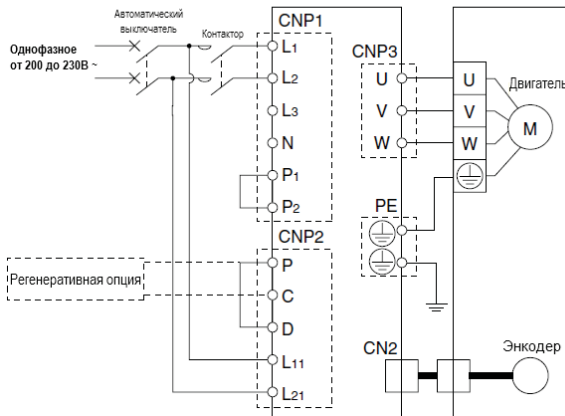 Автоматический
выключатель
Контактор
Однофазное
от 200 до 230В ~
CNP1
L1
L2
L3
N
P1
P2
CNP2
Регенеративная опция
P
C
D
L11
L21
CNP3
U
V
W
PE
CN2
U
V
W
Двигатель
M
Энкодер